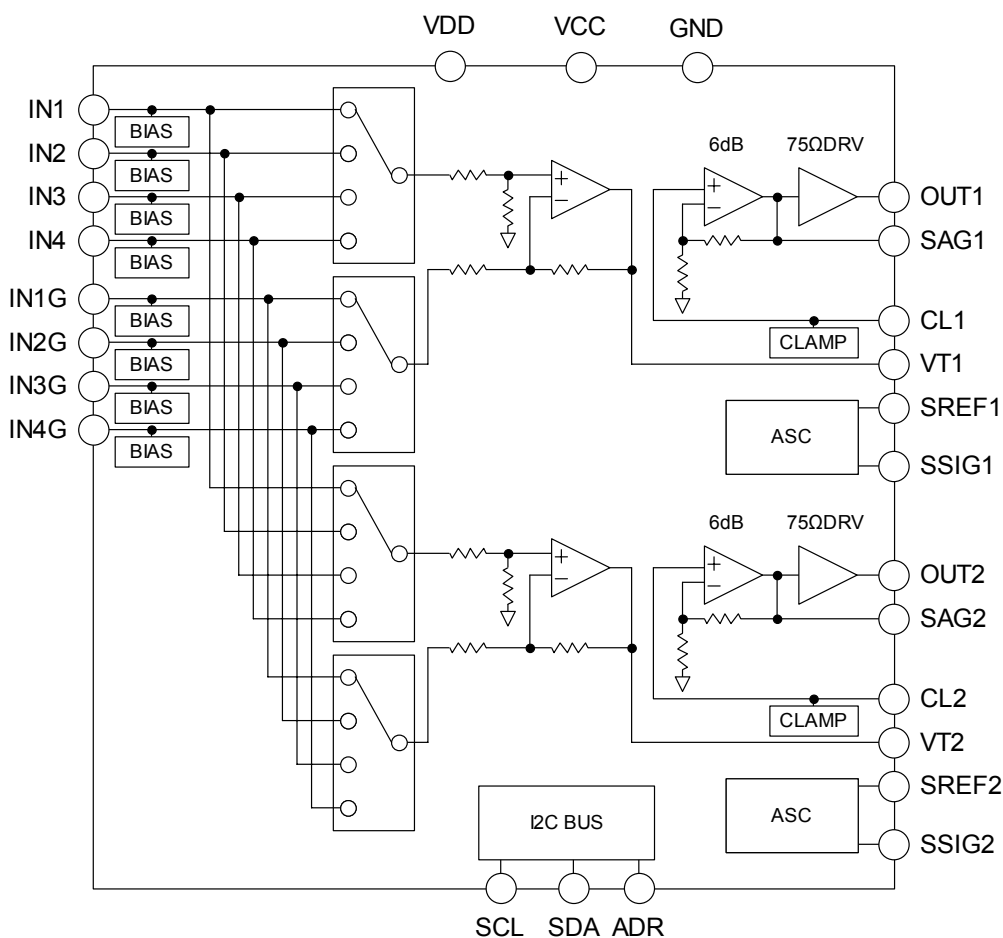 VDD
VCC
GND
IN1
BIAS
IN2
BIAS
IN3
BIAS
IN4
BIAS
IN1G
BIAS
IN2G
BIAS
IN3G
BIAS
IN4G
BIAS
6dB
75ΩDRV
+
−
+
−
OUT1
SAG1
CL1
CLAMP
VT1
SREF1
ASC
SSIG1
6dB
75ΩDRV
+
−
+
−
OUT2
SAG2
CL2
CLAMP
VT2
SREF2
ASC
SSIG2
I2C BUS
SCL
SDA
ADR